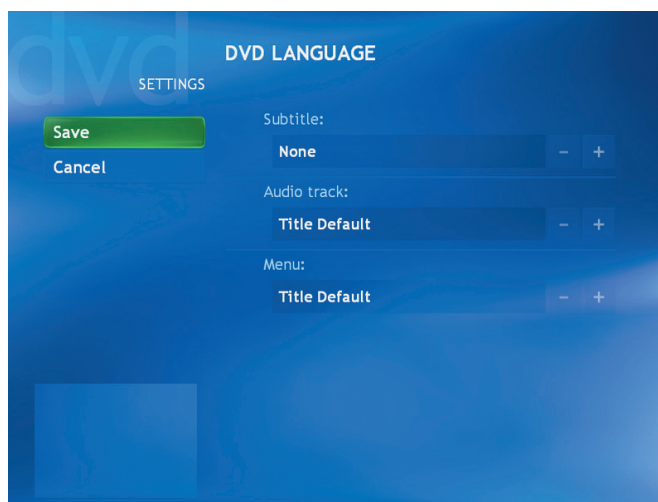 dvd
DVD LANGUAGE
SETTINGS
Save
Cancel
Subtitle:
None - +
Audio track:
Title Default - +
Menu:
Title Default - +